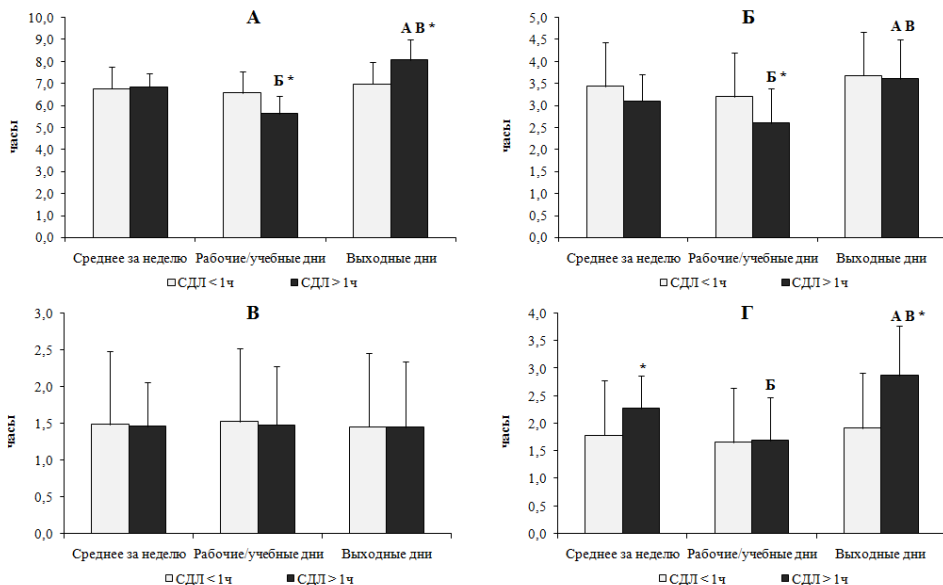 А
10,0
9,0
8,0
7,0
6,0
5,0
4,0
3,0
2,0
1,0
0,0
часы
Б *
А В *
Среднее за неделю Рабочие/учебные дни Выходные дни
СДЛ < 1ч СДЛ > 1ч
Б
5,0
4,5
4,0
3,5
3,0
2,5
2,0
1,5
1,0
0,5
0,0
часы
Б *
А В
Среднее за неделю Рабочие/учебные дни Выходные дни
СДЛ < 1ч СДЛ > 1ч
В
3,0
2,5
2,0
1,5
1,0
0,5
0,0
часы
Среднее за неделю Рабочие/учебные дни Выходные дни
СДЛ < 1ч СДЛ > 1ч
Г
4,0
3,5
3,0
2,5
2,0
1,5
1,0
0,5
0,0
часы
*
Б
А В *
Среднее за неделю Рабочие/учебные дни Выходные дни
СДЛ < 1ч СДЛ > 1ч